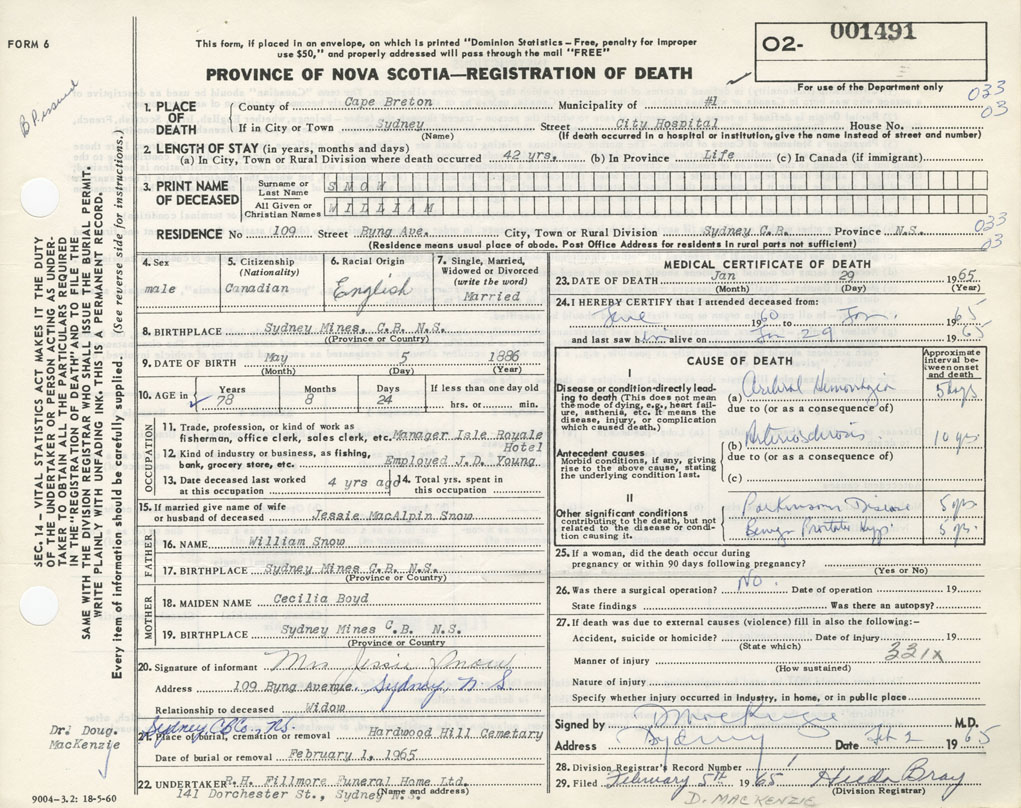 FORM 6
This form, if placed in an envelope, on which is printed "Dominion Statistics – Free, penalty for improper
use $50," and properly addressed will pass through the mail "FREE"
PROVINCE OF NOVA SCOTIA—REGISTRATION OF DEATH
02- 001491
For use of the Department only
B P. issued
033
03
1. PLACE OF DEATH
County of Cape Breton Municipality of #1
If in City or Town Sydney Street City Hospital House No.
(Name) (If death occurred in a hospital or institution, give the name instead of street and number)
2. LENGTH OF STAY (in years, months and days)
(a) In City, Town or Rural Division where death occurred 42 yrs. (b) In Province Life (c) In Canada (if immigrant)
3. PRINT NAME OF DECEASED
Surname or Last Name SNOW
All Given or Christian Names WILLIAM
033
03
RESIDENCE No 109 Street Byng Ave. City, Town or Rural Division Sydney C.B. Province N.S.
(Residence means usual place of abode. Post Office Address for residents in rural parts not sufficient)
SEC. 14 – VITAL STATISTICS ACT MAKES IT THE DUTY
OF THE UNDERTAKER OR PERSON ACTING AS UNDER-
TAKER TO OBTAIN ALL THE PARTICULARS REQUIRED
IN THE "REGISTRATION OF DEATH" AND TO FILE THE
SAME WITH THE DIVISION REGISTRAR WHO SHALL ISSUE THE BURIAL PERMIT.
WRITE PLAINLY WITH UNFADING INK. THIS IS A PERMANENT RECORD.
Every item of information should be carefully supplied. (See reverse side for instructions.)
4. Sex
male
5. Citizenship
(Nationality)
Canadian
6. Racial Origin
English
7. Single, Married,
Widowed or Divorced
(write the word)
Married
8. BIRTHPLACE Sydney Mines, C.B. N.S.
(Province or Country)
9. DATE OF BIRTH May 5 1886
(Month) (Day) (Year)
10. AGE in
Years 78
Months 8
Days 24
If less than one day old
hrs. or min.
OCCUPATION
11. Trade, profession, or kind of work as
fisherman, office clerk, sales clerk, etc. Manager Isle Royale
Hotel
12. Kind of industry or business, as fishing,
bank, grocery store, etc. Employed J.D. Young
13. Date deceased last worked
at this occupation 4 yrs ago
14. Total yrs. spent in
this occupation
15. If married give name of wife
or husband of deceased Jessie MacAlpin Snow
FATHER
16. NAME William Snow
17. BIRTHPLACE Sydney Mines C.B. N.S.
(Province or Country)
MOTHER
18. MAIDEN NAME Cecilia Boyd
19. BIRTHPLACE Sydney Mines C.B. N.S.
(Province or Country)
20. Signature of informant Mrs Jessie Snow
Address 109 Byng Avenue. Sydney, N S.
Relationship to deceased Widow
Sydney, C.B. Co., N.S.
21. Place of burial, cremation or removal Hardwood Hill Cemetary
Date of burial or removal February 1, 1965
22. UNDERTAKER R.H. Fillmore Funeral Home Ltd.
141 Dorchester St., Sydney N.S. (Name and address)
Dr. Doug.
MacKenzie
9004–3.2: 18-5-60
MEDICAL CERTIFICATE OF DEATH
23. DATE OF DEATH Jan 29 1965
(Month) (Day) (Year)
24. I HEREBY CERTIFY that I attended deceased from:
June 1960 to Jan 1965
and last saw him alive on Jan 29 1965
CAUSE OF DEATH
Approximate
interval be-
tween onset
and death
I
Disease or condition directly lead-
ing to death (This does not mean
the mode of dying, e.g., heart fail-
ure, asthenia, etc. It means the
disease, injury, or complication
which caused death.)
(a) Cerebral Hemorrhage 5 days
due to (or as a consequence of)
(b) Arteriosclerosis. 10 yrs
due to (or as a consequence of)
Antecedent causes
Morbid conditions, if any, giving
rise to the above cause, stating
the underlying condition last.
(c)
II
Other significant conditions
contributing to the death, but not
related to the disease or condi-
tion causing it.
Parkinson Disease 5 yrs
Benign Prostatic Hyp. 5 yrs.
25. If a woman, did the death occur during
pregnancy or within 90 days following pregnancy?
(Yes or No)
26. Was there a surgical operation? No. Date of operation 19
State findings Was there an autopsy?
27. If death was due to external causes (violence) fill in also the following:–
Accident, suicide or homicide? Date of injury 19
(State which)
331x
Manner of injury
(How sustained)
Nature of injury
Specify whether injury occurred in industry, in home, or in public place
Signed by D MacKenzie M.D.
Address Sydney Date Feb 2 1965
28. Division Registrar's Record Number
29. Filed February 5th 1965 Hilda Bray
(Division Registrar)
D. MACKENZIE